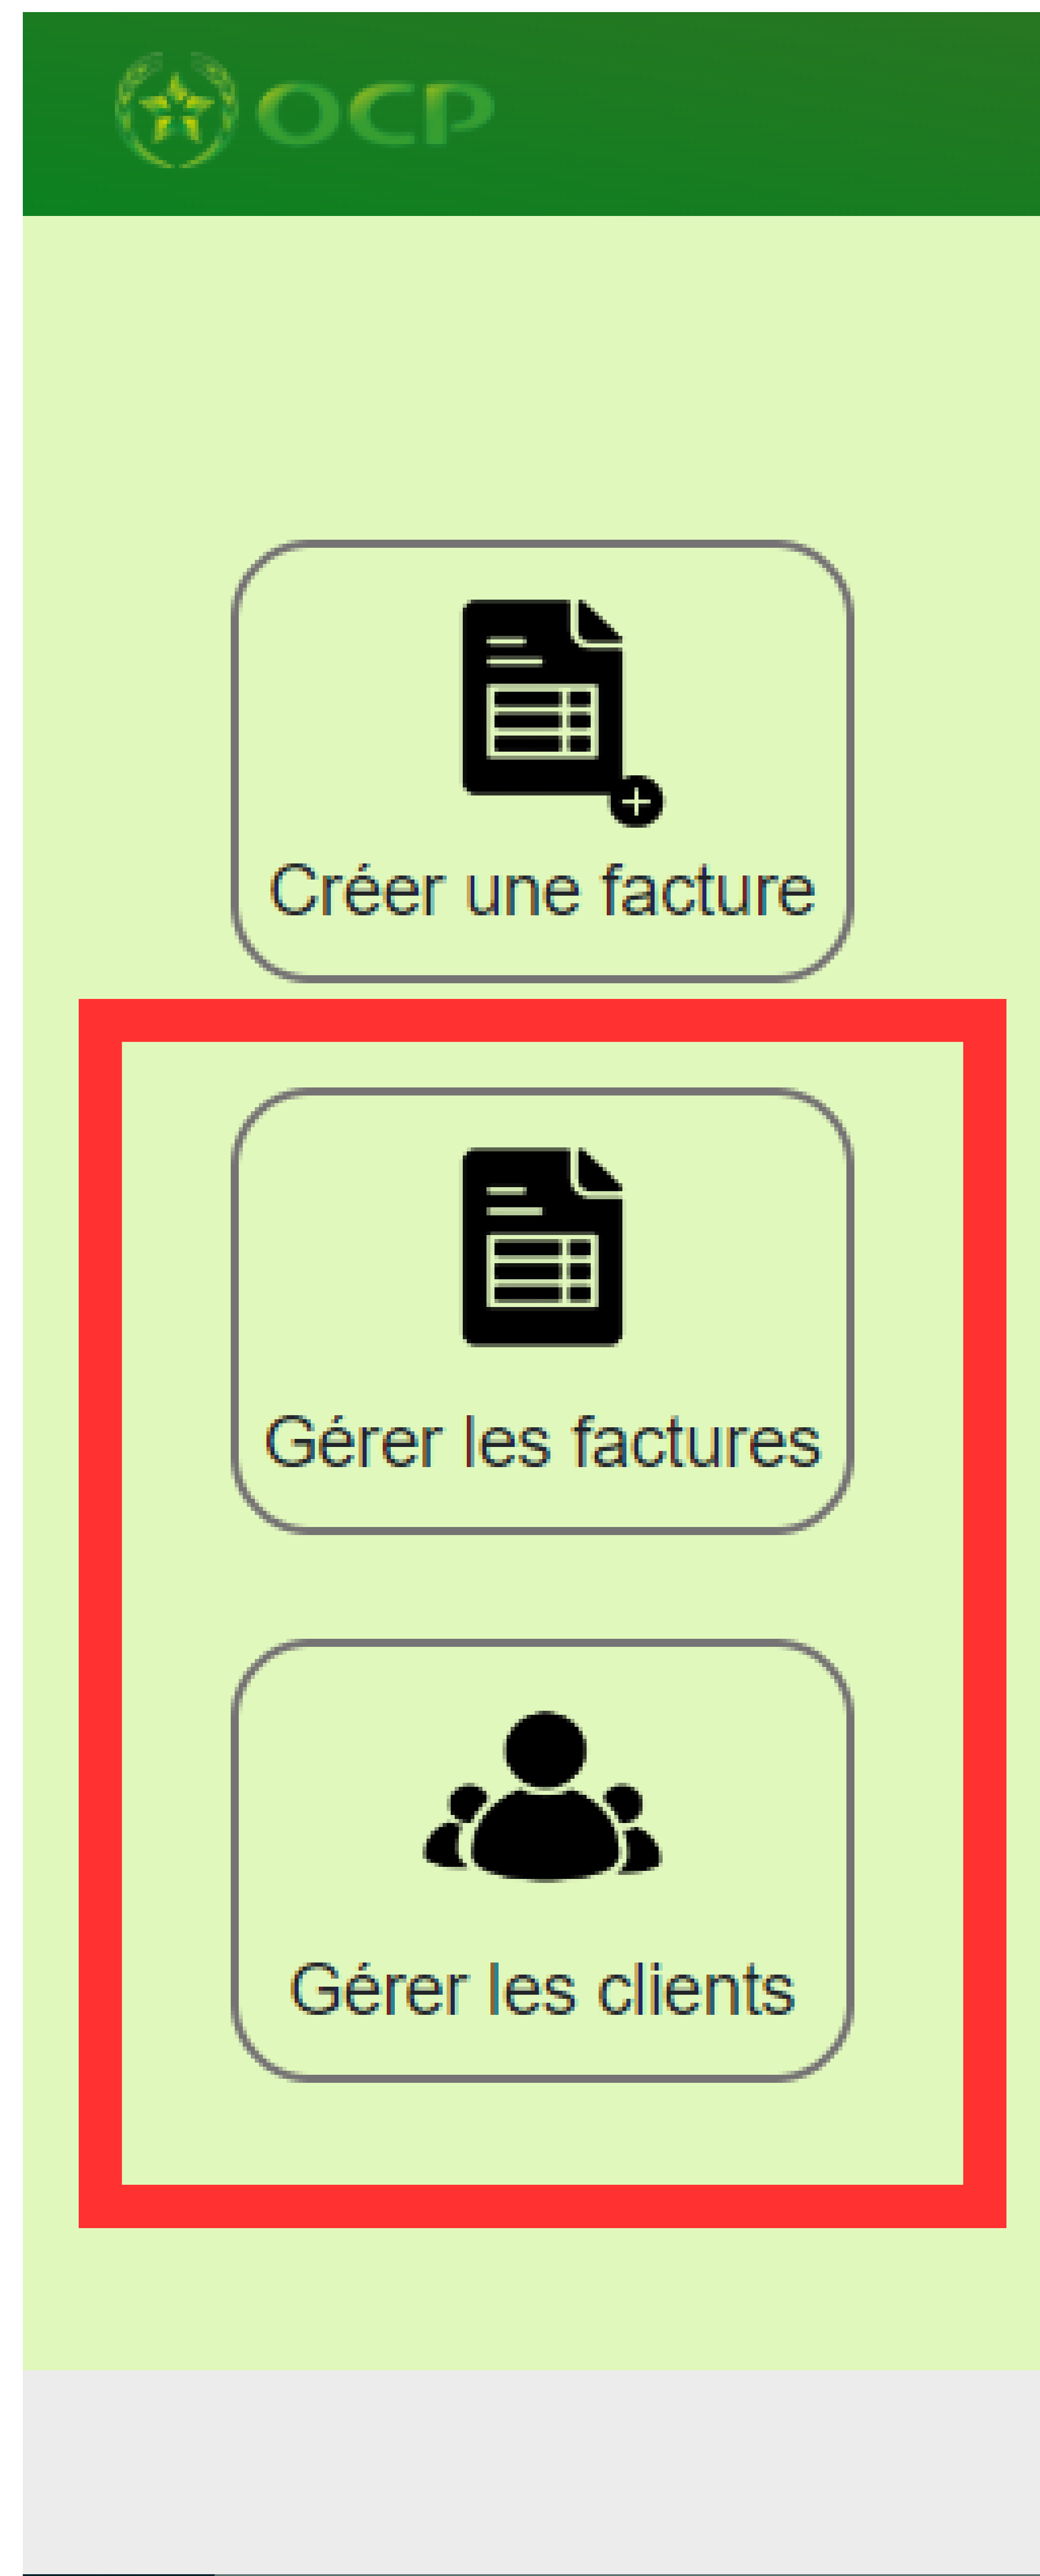 OCP
Créer une facture
Gérer les factures
Gérer les clients